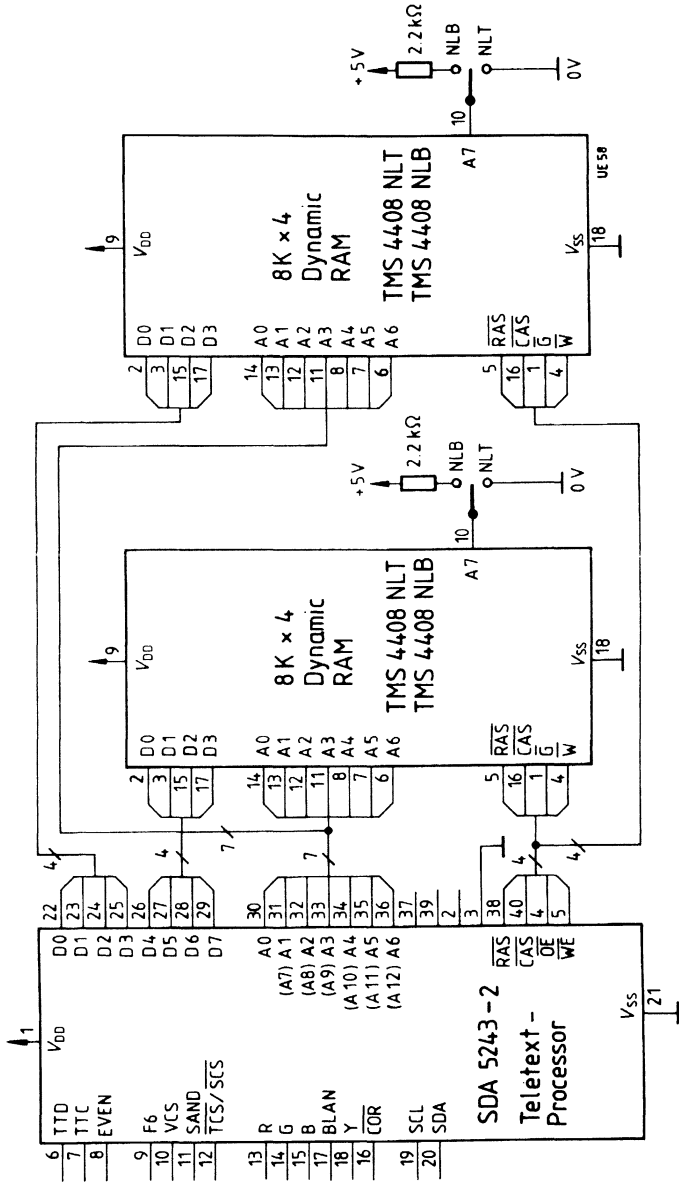 6
7
8
9
10
11
12
13
14
15
17
18
16
19
20
TTD
TTC
EVEN
F6
VCS
SAND
TCS/SCS
R
G
B
BLAN
Y
COR
SCL
SDA
1
VDD
SDA 5243-2
Teletext-
Processor
VSS
21
D0
D1
D2
D3
D4
D5
D6
D7
A0
(A7) A1
(A8) A2
(A9) A3
(A10) A4
(A11) A5
(A12) A6
RAS
CAS
OE
WE
22
23
24
25
26
27
28
29
30
31
32
33
34
35
36
37
39
2
3
38
40
4
5
4
4
7
7
4
4
2
3
15
17
14
13
12
11
8
7
6
5
16
1
4
D0
D1
D2
D3
A0
A1
A2
A3
A4
A5
A6
RAS
CAS
G
W
9
VDD
8K × 4
Dynamic
RAM
TMS 4408 NLT
TMS 4408 NLB
VSS
18
A7
10
+5V
2.2 kΩ
NLB
NLT
0V
2
3
15
17
14
13
12
11
8
7
6
5
16
1
4
D0
D1
D2
D3
A0
A1
A2
A3
A4
A5
A6
RAS
CAS
G
W
9
VDD
8K × 4
Dynamic
RAM
TMS 4408 NLT
TMS 4408 NLB
VSS
18
A7
10
+5V
2.2 kΩ
NLB
NLT
0V
UE 58